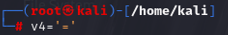 ┌──(root㉿kali)-[/home/kali]
└─# v4='='